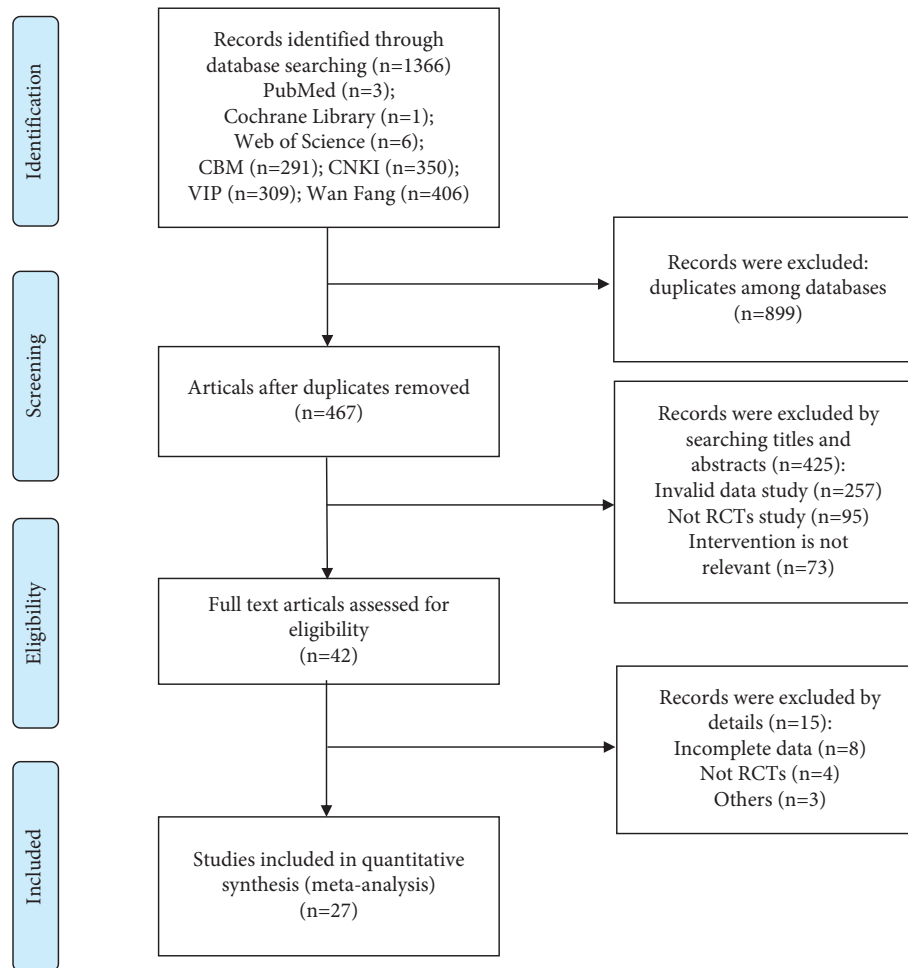 Identification
Records identified through
database searching (n=1366)
PubMed (n=3);
Cochrane Library (n=1);
Web of Science (n=6);
CBM (n=291); CNKI (n=350);
VIP (n=309); Wan Fang (n=406)
Records were excluded:
duplicates among databases
(n=899)
Screening
Articals after duplicates removed
(n=467)
Records were excluded by
searching titles and
abstracts (n=425):
Invalid data study (n=257)
Not RCTs study (n=95)
Intervention is not
relevant (n=73)
Eligibility
Full text articals assessed for
eligibility
(n=42)
Records were excluded by
details (n=15):
Incomplete data (n=8)
Not RCTs (n=4)
Others (n=3)
Included
Studies included in quantitative
synthesis (meta-analysis)
(n=27)